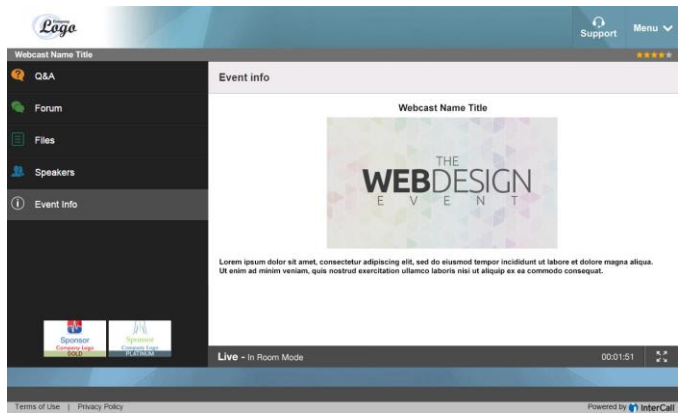 Company
Logo
Support
Menu
Webcast Name Title
Q&A
Forum
Files
Speakers
Event Info
Event info
Webcast Name Title
THE
WEBDESIGN
EVENT
Lorem ipsum dolor sit amet, consectetur adipiscing elit, sed do eiusmod tempor incididunt ut labore et dolore magna aliqua.
Ut enim ad minim veniam, quis nostrud exercitation ullamco laboris nisi ut aliquip ex ea commodo consequat.
Sponsor
Company Logo
GOLD
Sponsor
Company Logo
PLATINUM
Live - In Room Mode
00:01:51
Terms of Use | Privacy Policy
Powered by InterCall